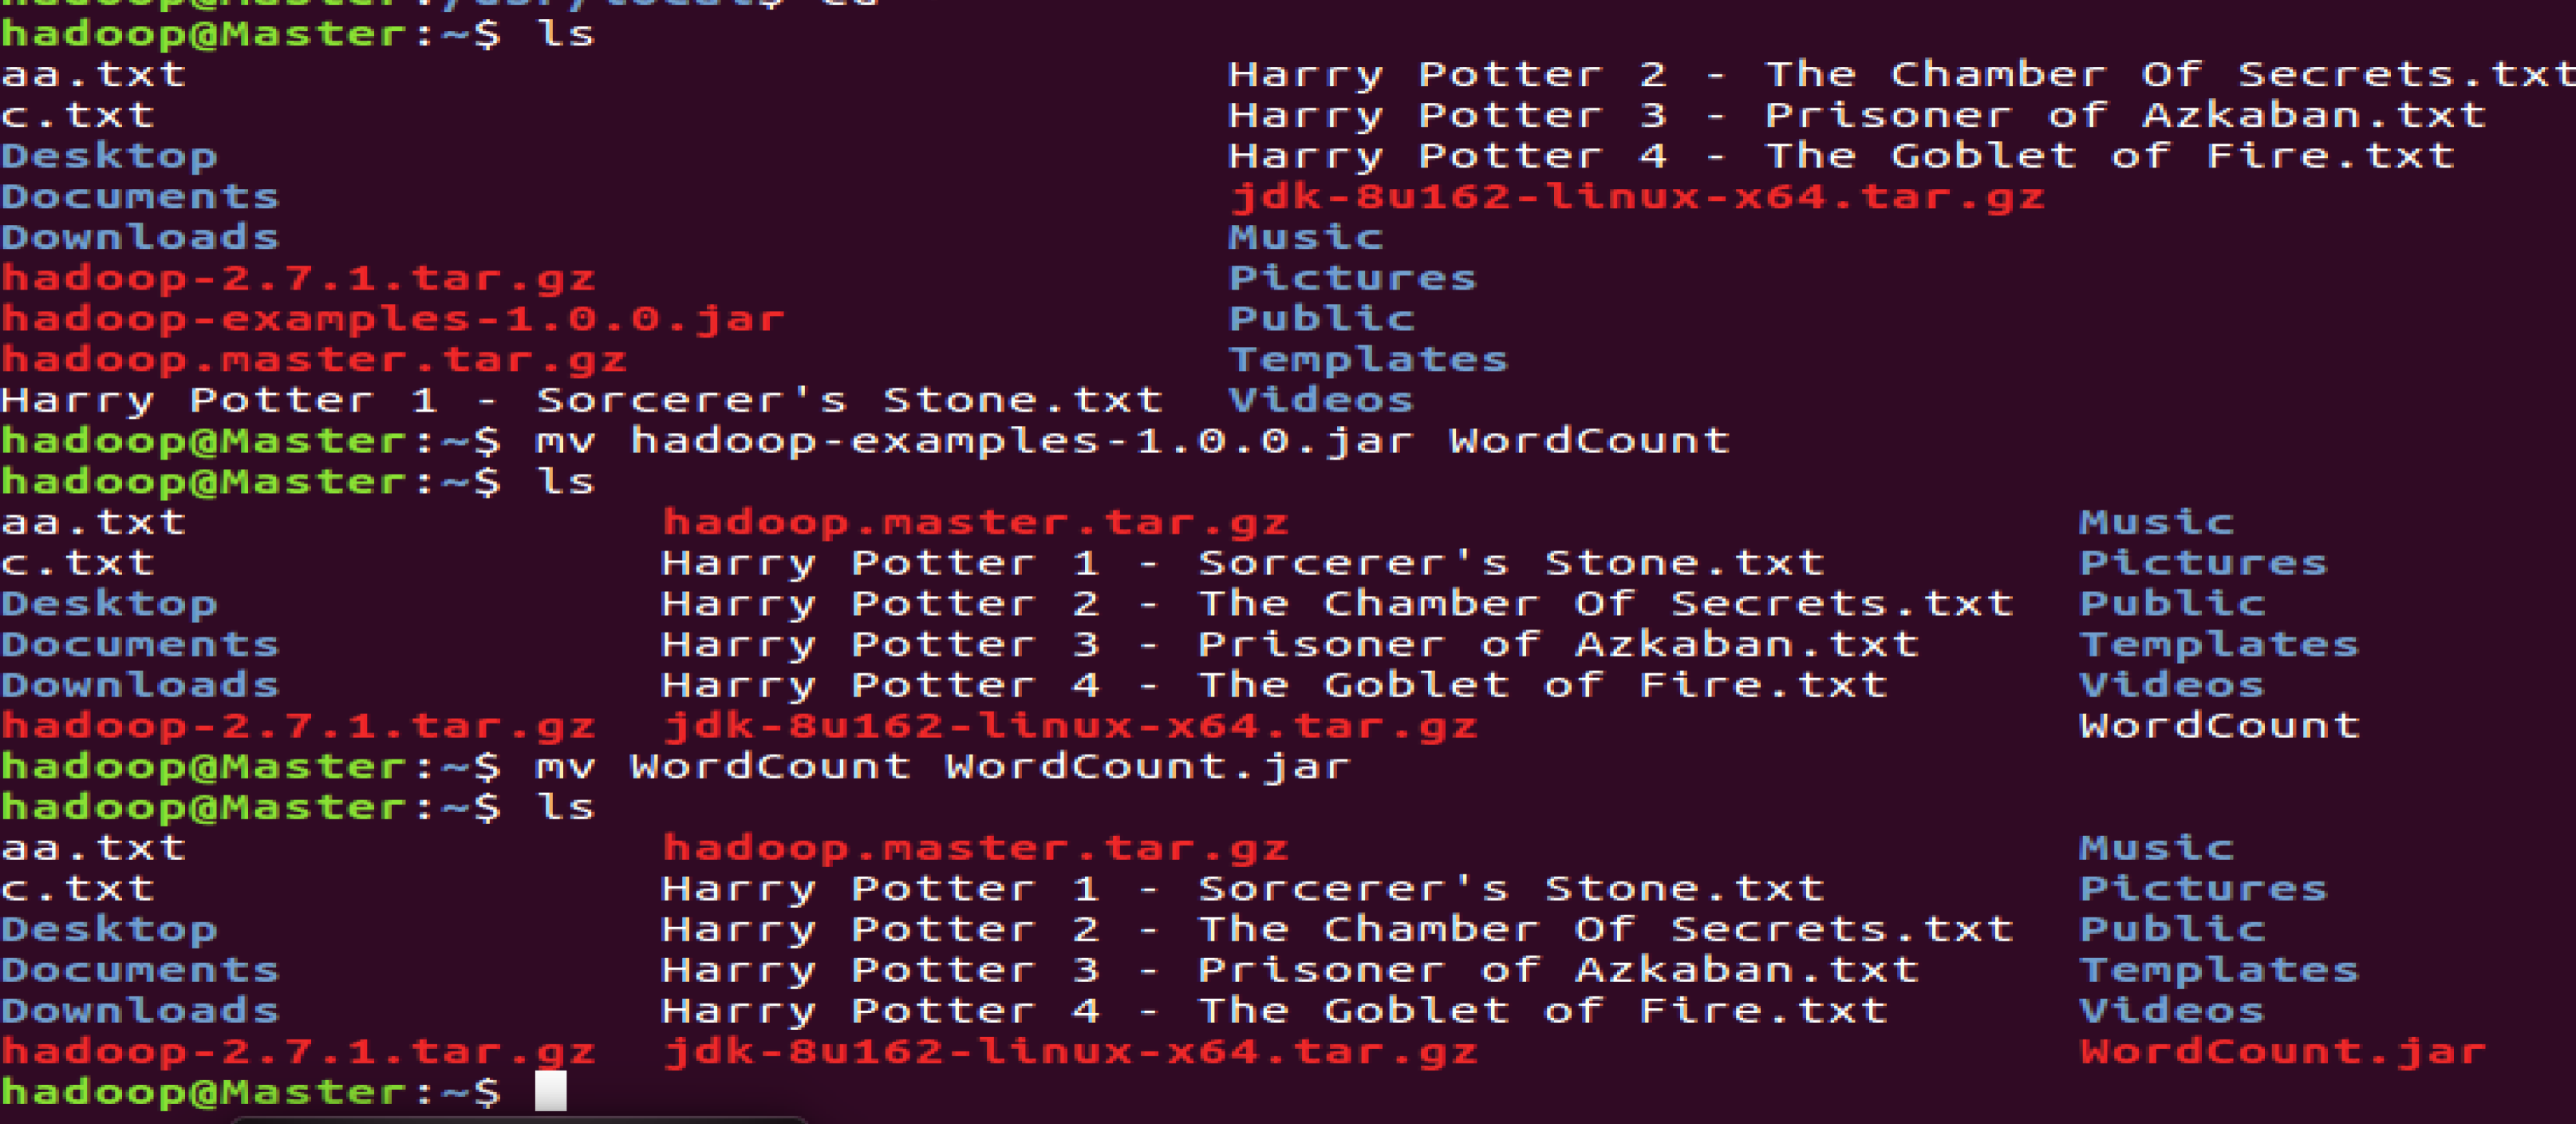 hadoop@Master:~$ ls
aa.txt Harry Potter 2 - The Chamber Of Secrets.txt
c.txt Harry Potter 3 - Prisoner of Azkaban.txt
Desktop Harry Potter 4 - The Goblet of Fire.txt
Documents jdk-8u162-linux-x64.tar.gz
Downloads Music
hadoop-2.7.1.tar.gz Pictures
hadoop-examples-1.0.0.jar Public
hadoop.master.tar.gz Templates
Harry Potter 1 - Sorcerer's Stone.txt Videos
hadoop@Master:~$ mv hadoop-examples-1.0.0.jar WordCount
hadoop@Master:~$ ls
aa.txt hadoop.master.tar.gz Music
c.txt Harry Potter 1 - Sorcerer's Stone.txt Pictures
Desktop Harry Potter 2 - The Chamber Of Secrets.txt Public
Documents Harry Potter 3 - Prisoner of Azkaban.txt Templates
Downloads Harry Potter 4 - The Goblet of Fire.txt Videos
hadoop-2.7.1.tar.gz jdk-8u162-linux-x64.tar.gz WordCount
hadoop@Master:~$ mv WordCount WordCount.jar
hadoop@Master:~$ ls
aa.txt hadoop.master.tar.gz Music
c.txt Harry Potter 1 - Sorcerer's Stone.txt Pictures
Desktop Harry Potter 2 - The Chamber Of Secrets.txt Public
Documents Harry Potter 3 - Prisoner of Azkaban.txt Templates
Downloads Harry Potter 4 - The Goblet of Fire.txt Videos
hadoop-2.7.1.tar.gz jdk-8u162-linux-x64.tar.gz WordCount.jar
hadoop@Master:~$